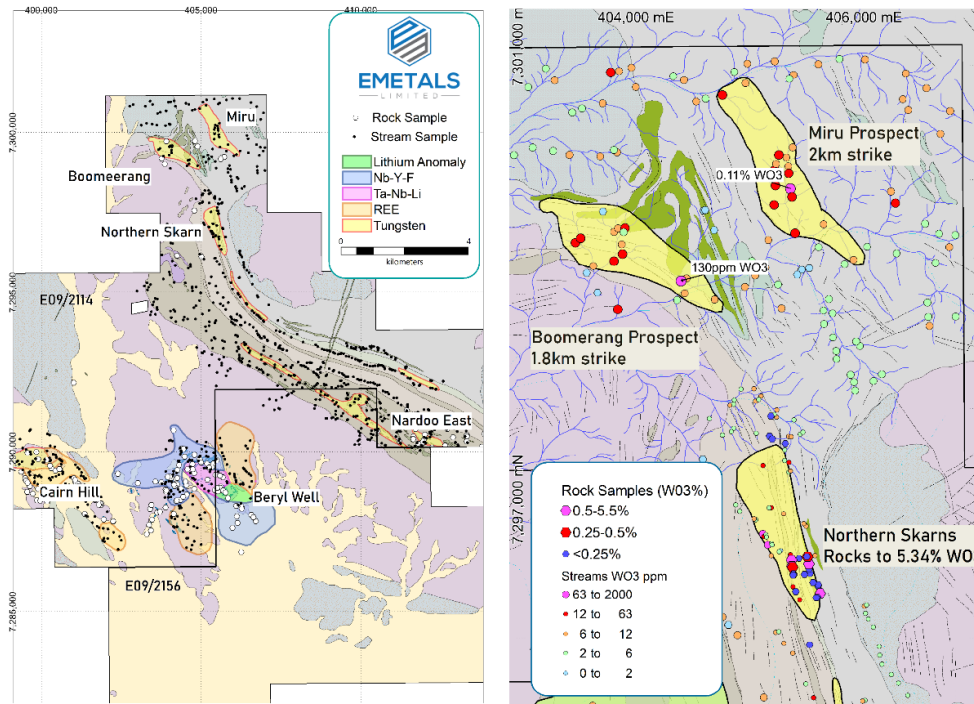 400,000
405,000
410,000
7,300,000
7,295,000
7,285,000
EMETALS
LIMITED
Rock Sample
Stream Sample
Lithium Anomaly
Nb-Y-F
Ta-Nb-Li
REE
Tungsten
0
4
kilometers
Miru
Boomeerang
Northern Skarn
E09/2114
Nardoo East
Cairn Hill
Beryl Well
E09/2156
404,000 mE
406,000 mE
7,301,000 mN
7,297,000 mN
Miru Prospect
2km strike
0.11% WO3
130ppm WO3
Boomerang Prospect
1.8km strike
Northern Skarns
Rocks to 5.34% WO
Rock Samples (W03%)
0.5-5.5%
0.25-0.5%
<0.25%
Streams WO3 ppm
63 to 2000
12 to 63
6 to 12
2 to 6
0 to 2